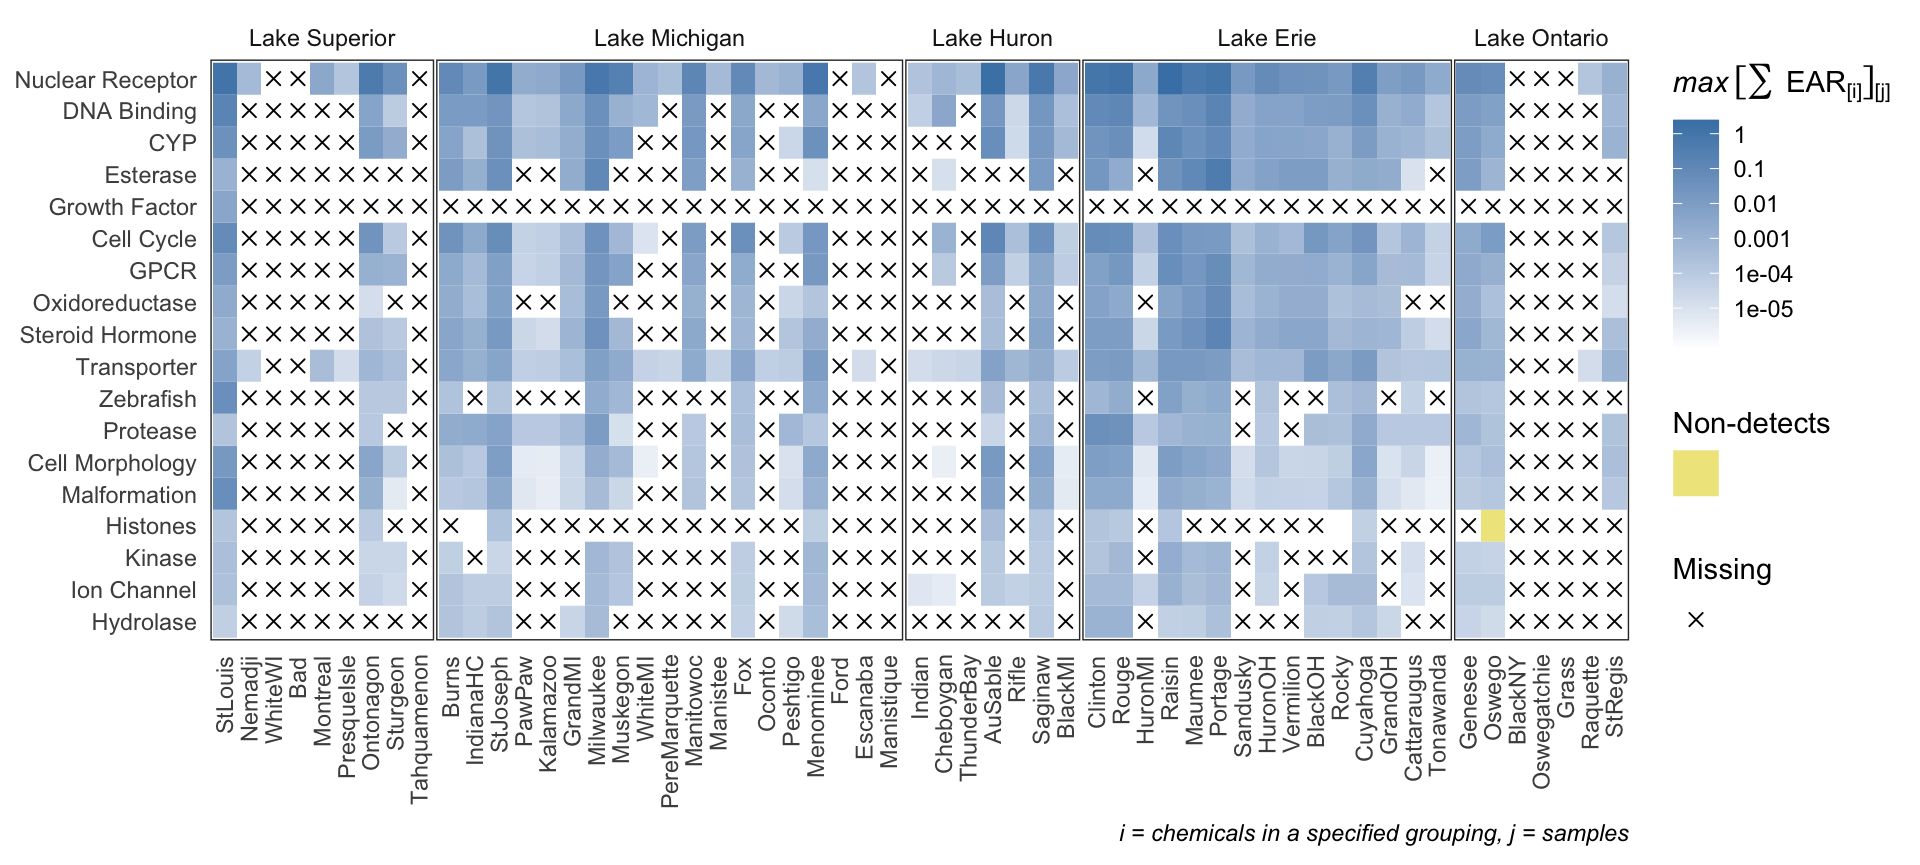 Lake Superior Lake Michigan Lake Huron Lake Erie Lake Ontario
Nuclear Receptor
DNA Binding
CYP
Esterase
Growth Factor
Cell Cycle
GPCR
Oxidoreductase
Steroid Hormone
Transporter
Zebrafish
Protease
Cell Morphology
Malformation
Histones
Kinase
Ion Channel
Hydrolase
StLouis
Nemadji
WhiteWI
Bad
Montreal
PresqueIsle
Ontonagon
Sturgeon
Tahquamenon
Burns
IndianaHC
StJoseph
PawPaw
Kalamazoo
GrandMI
Milwaukee
Muskegon
WhiteMI
PereMarquette
Manitowoc
Manistee
Fox
Oconto
Peshtigo
Menominee
Ford
Escanaba
Manistique
Indian
Cheboygan
ThunderBay
AuSable
Rifle
Saginaw
BlackMI
Clinton
Rouge
HuronMI
Raisin
Maumee
Portage
Sandusky
HuronOH
Vermilion
BlackOH
Rocky
Cuyahoga
GrandOH
Cattaraugus
Tonawanda
Genesee
Oswego
BlackNY
Oswegatchie
Grass
Raquette
StRegis
max [∑ EAR[i]][j]
1
0.1
0.01
0.001
1e-04
1e-05
Non-detects
Missing
i = chemicals in a specified grouping, j = samples